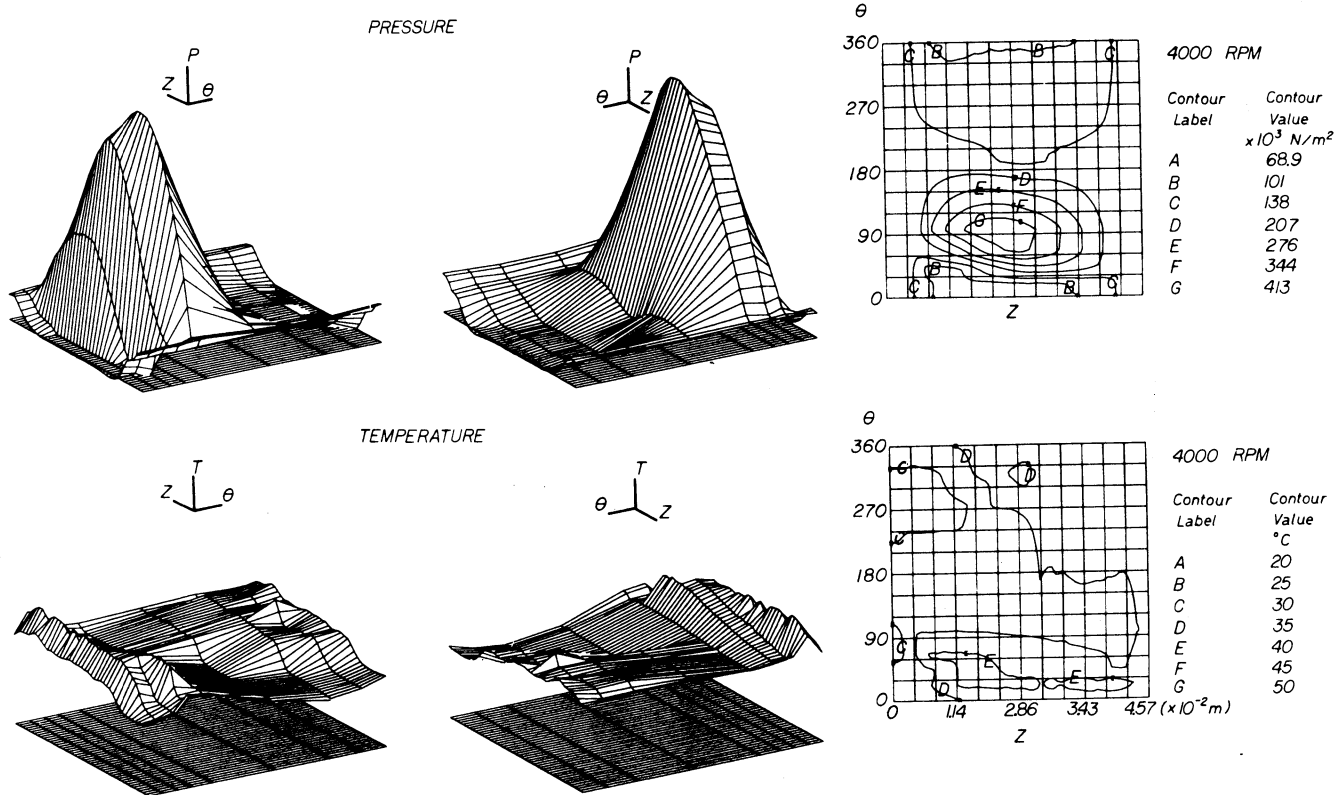 PRESSURE
P
Z θ
P
θ Z
θ
360
270
180
90
0
B B
C C
D
E
F
G
B
C B C
Z
4000 RPM
Contour Label Contour Value
×10³ N/m²
A 68.9
B 101
C 138
D 207
E 276
F 344
G 413
TEMPERATURE
T
Z θ
T
θ Z
θ
360
270
180
90
0
D
C D
C
C
E
E
D
0 1.14 2.86 3.43 4.57 (×10⁻² m)
Z
4000 RPM
Contour Label Contour Value
°C
A 20
B 25
C 30
D 35
E 40
F 45
G 50